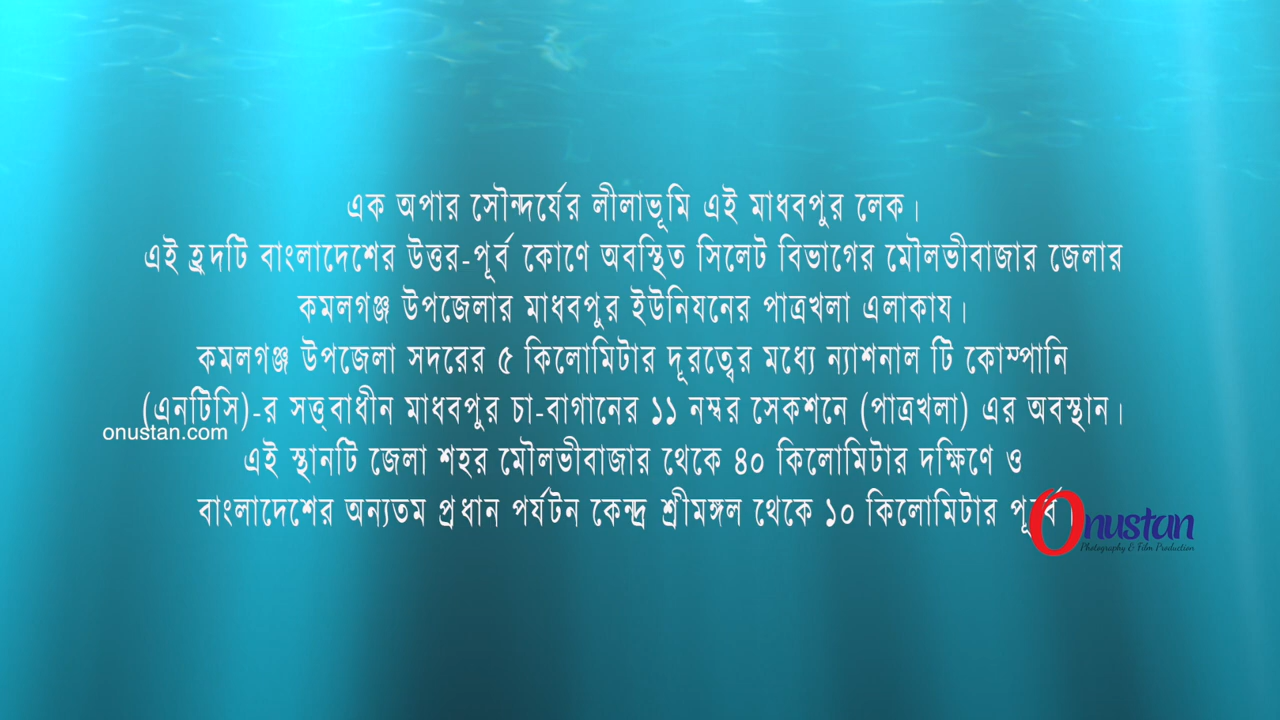 এক অপার সৌন্দর্যের লীলাভূমি এই মাধবপুর লেক।
এই হ্রদটি বাংলাদেশের উত্তর-পূর্ব কোণে অবস্থিত সিলেট বিভাগের মৌলভীবাজার জেলার
কমলগঞ্জ উপজেলার মাধবপুর ইউনিযনের পাত্রখলা এলাকায।
কমলগঞ্জ উপজেলা সদরের ৫ কিলোমিটার দূরত্বের মধ্যে ন্যাশনাল টি কোম্পানি
(এনটিসি)-র সত্ত্বাধীন মাধবপুর চা-বাগানের ১১ নম্বর সেকশনে (পাত্রখলা) এর অবস্থান।
onustan.com
এই স্থানটি জেলা শহর মৌলভীবাজার থেকে ৪০ কিলোমিটার দক্ষিণে ও
বাংলাদেশের অন্যতম প্রধান পর্যটন কেন্দ্র শ্রীমঙ্গল থেকে ১০ কিলোমিটার পূর্বে।
Onustan
Photography & Film Production